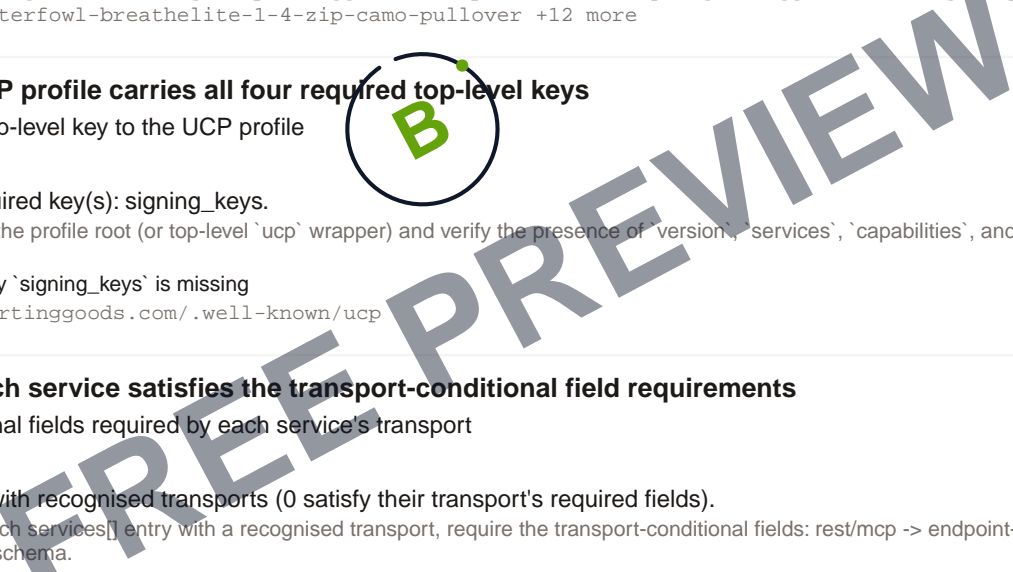 terfowl-breathelite-1-4-zip-camo-pullover +12 more
P profile carries all four required top-level keys
B
o-level key to the UCP profile
uired key(s): signing_keys.
the profile root (or top-level `ucp` wrapper) and verify the presence of `version`, `services`, `capabilities`, and
y `signing_keys` is missing
rtinggoods.com/.well-known/ucp
FREE PREVIEW
ch service satisfies the transport-conditional field requirements
nal fields required by each service's transport
with recognised transports (0 satisfy their transport's required fields).
ch services[] entry with a recognised transport, require the transport-conditional fields: rest/mcp -> endpoint-
schema.